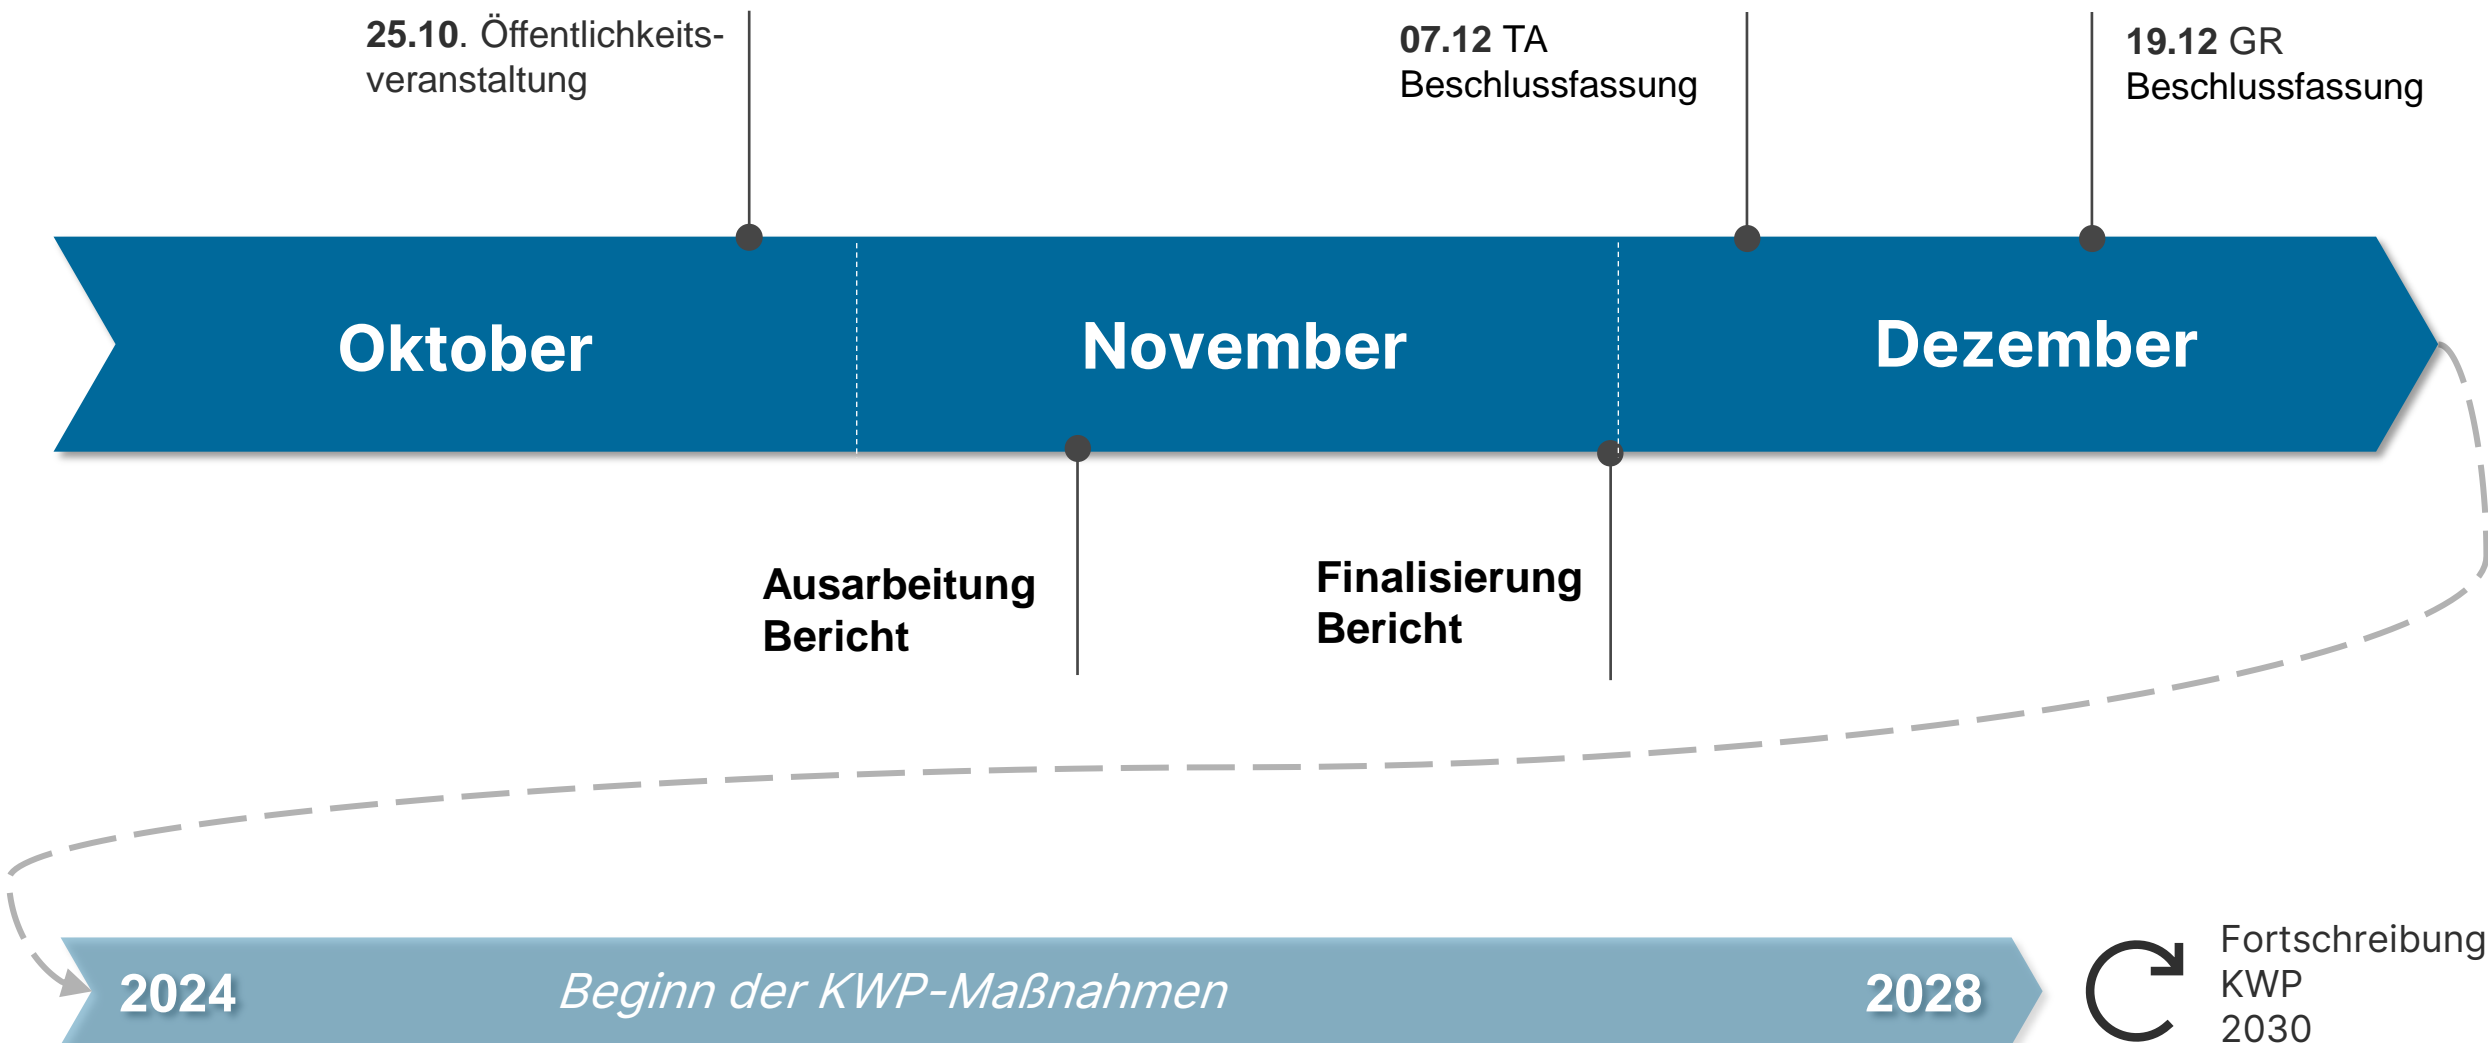 25.10. Öffentlichkeits-
veranstaltung
07.12 TA
Beschlussfassung
19.12 GR
Beschlussfassung
Oktober
November
Dezember
Ausarbeitung
Bericht
Finalisierung
Bericht
2024
Beginn der KWP-Maßnahmen
2028
Fortschreibung
KWP
2030